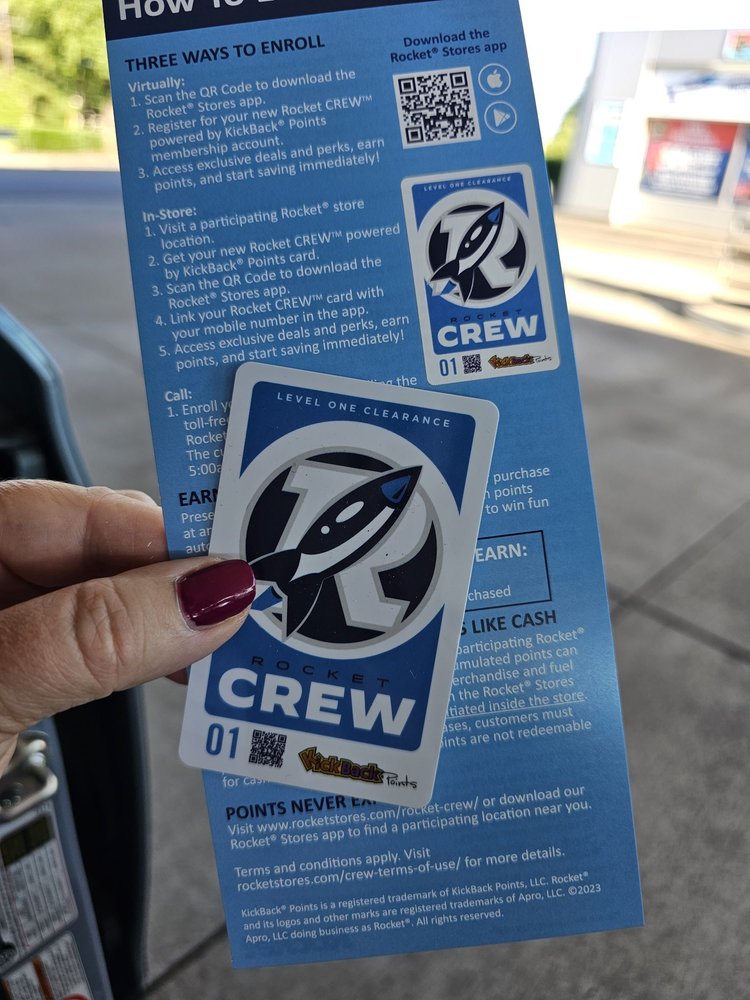 How To
THREE WAYS TO ENROLL
Virtually:
1. Scan the QR Code to download the
Rocket® Stores app.
2. Register for your new Rocket CREW™
powered by KickBack® Points
membership account.
3. Access exclusive deals and perks, earn
points, and start saving immediately!
Download the
Rocket® Stores app
In-Store:
1. Visit a participating Rocket® store
location.
2. Get your new Rocket CREW™ powered
by KickBack® Points card.
3. Scan the QR Code to download the
Rocket® Stores app.
4. Link your Rocket CREW™ card with
your mobile number in the app.
5. Access exclusive deals and perks, earn
points, and start saving immediately!
LEVEL ONE CLEARANCE
R
ROCKET
CREW
01 KickBack Points
Call:
1. Enroll
the
toll-fre
Rocket
The cu
5:00a
EARN
purchase
Prese
points
at an
to win fun
auto
EARN:
chased
LIKE CASH
participating Rocket®
umulated points can
erchandise and fuel
n the Rocket® Stores
tiated inside the store.
ases, customers must
ints are not redeemable
for cas
LEVEL ONE CLEARANCE
R
ROCKET
CREW
01 KickBack Points
POINTS NEVER EX
Visit www.rocketstores.com/rocket-crew/ or download our
Rocket® Stores app to find a participating location near you.
Terms and conditions apply. Visit
rocketstores.com/crew-terms-of-use/ for more details.
KickBack® Points is a registered trademark of KickBack Points, LLC. Rocket®
and its logos and other marks are registered trademarks of Apro, LLC. ©2023
Apro, LLC doing business as Rocket®. All rights reserved.